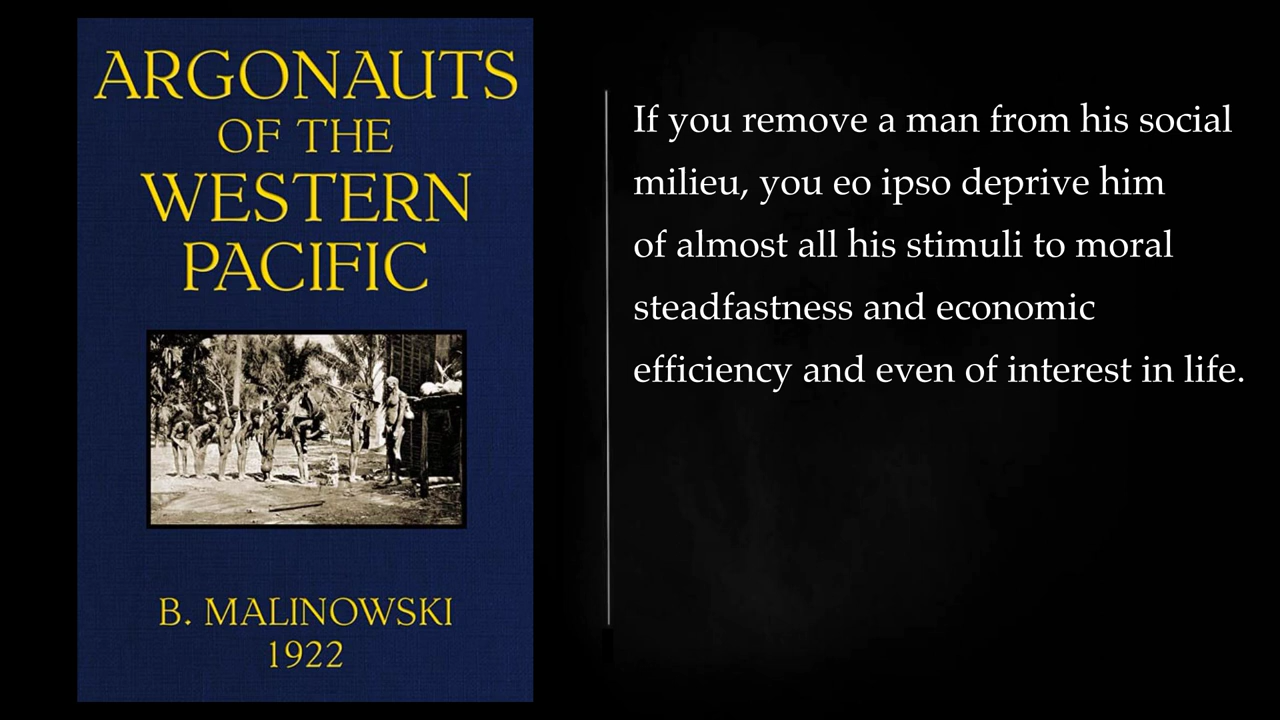 ARGONAUTS
OF THE
WESTERN
PACIFIC
B. MALINOWSKI
1922
If you remove a man from his social
milieu, you eo ipso deprive him
of almost all his stimuli to moral
steadfastness and economic
efficiency and even of interest in life.